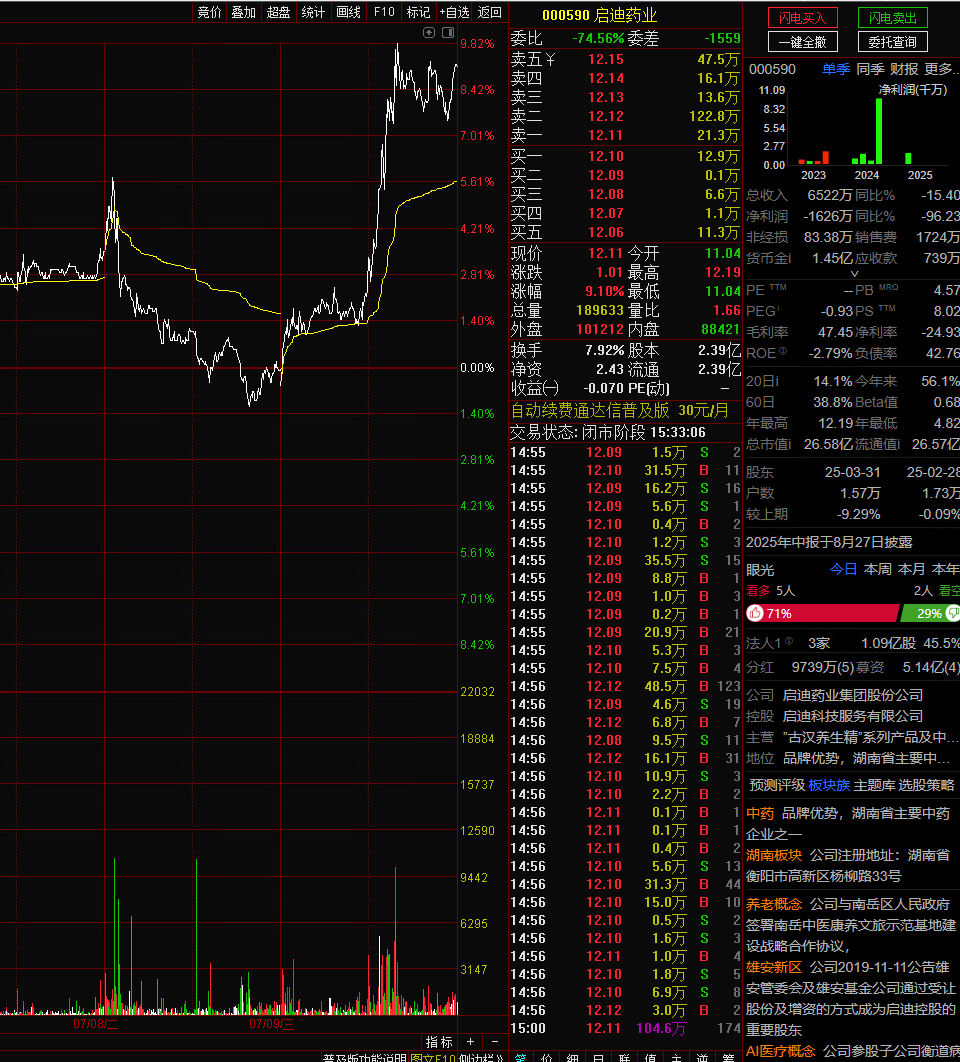 竞价 叠加 超盘 统计 画线 F10 标记 +自选 返回
9.82%
8.42%
7.01%
5.61%
4.21%
2.81%
1.40%
0.00%
1.40%
2.81%
4.21%
5.61%
7.01%
8.42%
22032
18884
15737
12590
9442
6295
3147
07/08/二 07/09/三
指标 + -
普及版功能说明 图文F10 侧边栏»
000590 启迪药业
委比 -74.56% 委差 -1559
卖五 12.15 47.5万
卖四 12.14 16.1万
卖三 12.13 13.6万
卖二 12.12 122.8万
卖一 12.11 21.3万
买一 12.10 12.9万
买二 12.09 0.1万
买三 12.08 6.6万
买四 12.07 1.1万
买五 12.06 11.3万
现价 12.11 今开 11.04
涨跌 1.01 最高 12.19
涨幅 9.10% 最低 11.04
总量 189633 量比 1.66
外盘 101212 内盘 88421
换手 7.92% 股本 2.39亿
净资 2.43 流通 2.39亿
收益(一) -0.070 PE(动) –
自动续费通达信普及版 30元/月
交易状态: 闭市阶段 15:33:06
14:55 12.09 1.5万 S 2
14:55 12.10 31.5万 B 11
14:55 12.09 16.2万 S 16
14:55 12.09 5.6万 S 1
14:55 12.10 0.4万 B 2
14:55 12.10 1.2万 S 3
14:55 12.09 35.5万 S 15
14:55 12.09 8.8万 B 1
14:55 12.09 1.0万 B 3
14:55 12.09 0.2万 B 1
14:55 12.09 20.9万 B 21
14:55 12.10 5.3万 B 3
14:55 12.10 7.5万 B 4
14:56 12.12 48.5万 B 123
14:56 12.09 4.6万 S 19
14:56 12.12 6.8万 B 7
14:56 12.08 9.5万 S 11
14:56 12.12 16.1万 B 31
14:56 12.10 10.9万 S 3
14:56 12.10 2.2万 B 2
14:56 12.11 0.1万 B 1
14:56 12.11 0.1万 B 1
14:56 12.11 0.4万 B 2
14:56 12.10 5.6万 S 13
14:56 12.10 31.3万 B 44
14:56 12.10 15.0万 B 10
14:56 12.10 0.5万 S 2
14:56 12.10 1.6万 S 3
14:56 12.11 1.0万 B 4
14:56 12.10 1.8万 S 5
14:56 12.10 6.9万 S 8
14:56 12.12 3.0万 B 2
15:00 12.11 104.6万 174
闪电买入 闪电卖出
一键全撤 委托查询
000590 单季 同季 财报 更多..
净利润(千万)
11.09
8.32
5.54
2.77
0.00
2023 2024 2025
总收入 6522万 同比% -15.40
净利润 -1626万 同比% -96.23
非经损 83.38万 销售费 1724万
货币金i 1.45亿 应收款 739万
PE TTM -- PB MRQ 4.57
PEG i -0.93 PS TTM 8.02
毛利率 47.45 净利率 -24.93
ROE -2.79% 负债率 42.76
20日i 14.1% 今年来 56.1%
60日 38.8% Beta值 0.68
年最高 12.19 年最低 4.82
总市值i 26.58亿 流通值i 26.57亿
股东 25-03-31 25-02-28
户数 1.57万 1.73万
较上期 -9.29% -0.09%
2025年中报于8月27日披露
眼光 今日 本周 本月 本年
看多 5人 2人 看空
71% 29%
法人1 3家 1.09亿股 45.5%
分红 9739万(5) 募资 5.14亿(4)
公司 启迪药业集团股份公司
控股 启迪科技服务有限公司
主营 "古汉养生精"系列产品及中...
地位 品牌优势，湖南省主要中...
预测评级 板块族 主题库 选股策略
中药 品牌优势，湖南省主要中药
企业之一
湖南板块 公司注册地址：湖南省
衡阳市高新区杨柳路33号
养老概念 公司与南岳区人民政府
签署南岳中医康养文旅示范基地建
设战略合作协议，
雄安新区 公司2019-11-11公告雄
安管委会及雄安基金公司通过受让
股份及增资的方式成为启迪控股的
重要股东
AI医疗概念 公司参股子公司衡道病